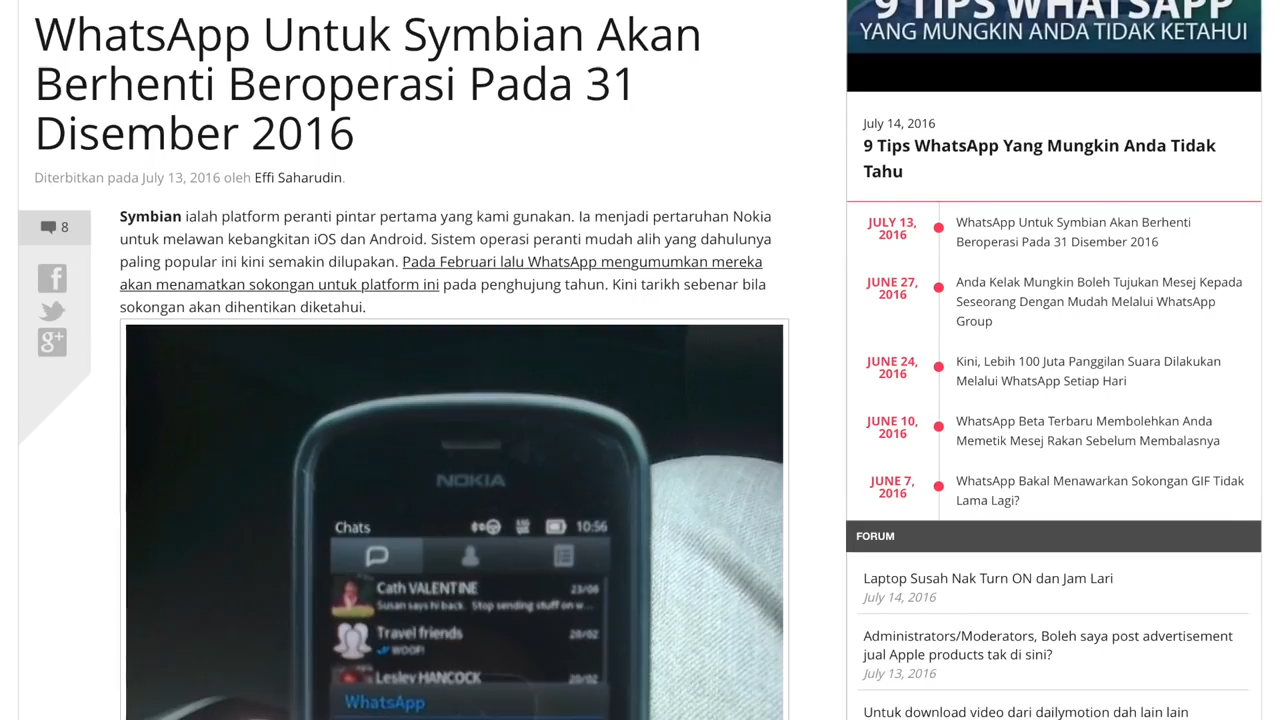 WhatsApp Untuk Symbian Akan
Berhenti Beroperasi Pada 31
Disember 2016
Diterbitkan pada July 13, 2016 oleh Effi Saharudin.
8
Symbian ialah platform peranti pintar pertama yang kami gunakan. Ia menjadi pertaruhan Nokia
untuk melawan kebangkitan iOS dan Android. Sistem operasi peranti mudah alih yang dahulunya
paling popular ini kini semakin dilupakan. Pada Februari lalu WhatsApp mengumumkan mereka
akan menamatkan sokongan untuk platform ini pada penghujung tahun. Kini tarikh sebenar bila
sokongan akan dihentikan diketahui.
NOKIA
Chats
10:56
Cath VALENTINE
23/06
Susan says hi back. Stop sending stuff on w...
Travel friends
20/02
WOOF!
Lesley HANCOCK
20/02
WhatsApp
9 TIPS WHATSAPP
YANG MUNGKIN ANDA TIDAK KETAHUI
July 14, 2016
9 Tips WhatsApp Yang Mungkin Anda Tidak
Tahu
JULY 13,
2016
WhatsApp Untuk Symbian Akan Berhenti
Beroperasi Pada 31 Disember 2016
JUNE 27,
2016
Anda Kelak Mungkin Boleh Tujukan Mesej Kepada
Seseorang Dengan Mudah Melalui WhatsApp
Group
JUNE 24,
2016
Kini, Lebih 100 Juta Panggilan Suara Dilakukan
Melalui WhatsApp Setiap Hari
JUNE 10,
2016
WhatsApp Beta Terbaru Membolehkan Anda
Memetik Mesej Rakan Sebelum Membalasnya
JUNE 7,
2016
WhatsApp Bakal Menawarkan Sokongan GIF Tidak
Lama Lagi?
FORUM
Laptop Susah Nak Turn ON dan Jam Lari
July 14, 2016
Administrators/Moderators, Boleh saya post advertisement
jual Apple products tak di sini?
July 13, 2016
Untuk download video dari dailymotion dah lain lain